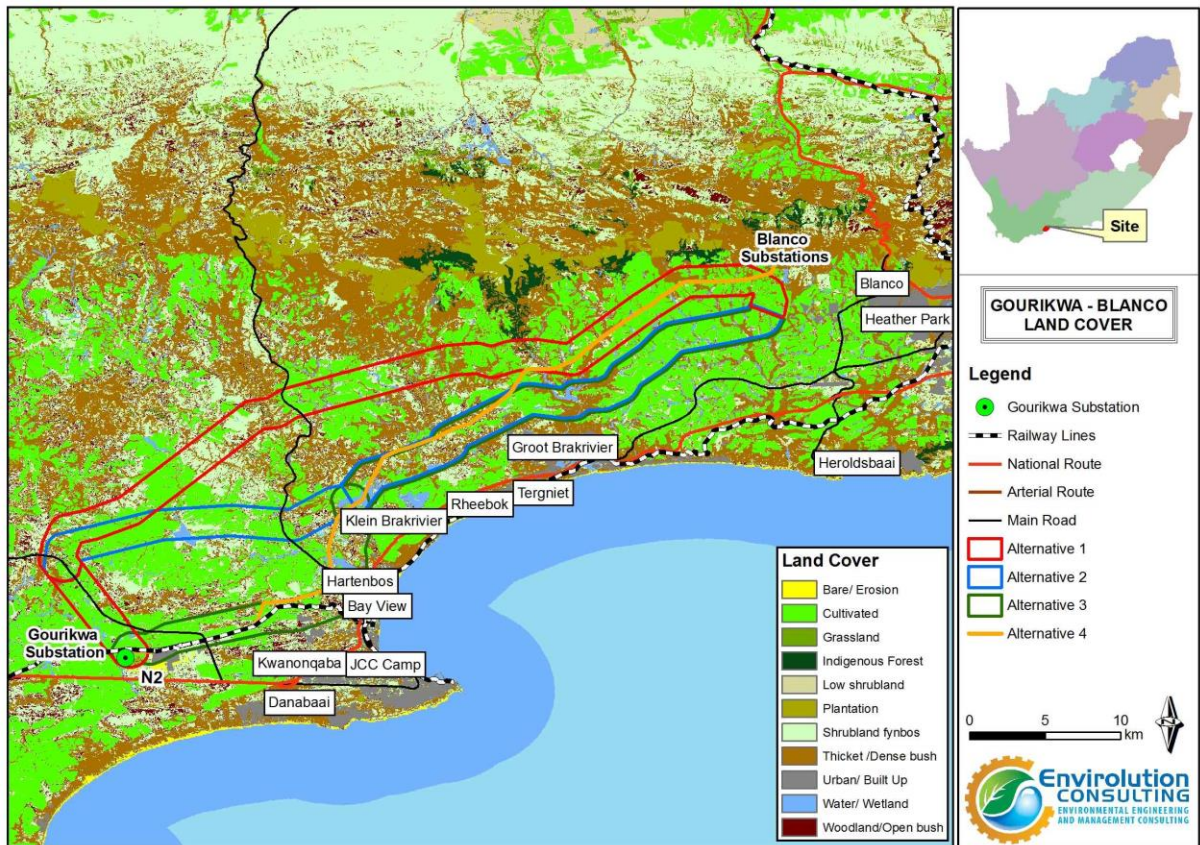 Blanco
Substations
Blanco
Heather Park
Groot Brakrivier
Heroldsbaai
Tergniet
Rheebok
Klein Brakrivier
Hartenbos
Bay View
Gourikwa
Substation
Kwanonqaba
JCC Camp
N2
Danabaai
Land Cover
Bare/ Erosion
Cultivated
Grassland
Indigenous Forest
Low shrubland
Plantation
Shrubland fynbos
Thicket /Dense bush
Urban/ Built Up
Water/ Wetland
Woodland/Open bush
Site
GOURIKWA - BLANCO
LAND COVER
Legend
Gourikwa Substation
Railway Lines
National Route
Arterial Route
Main Road
Alternative 1
Alternative 2
Alternative 3
Alternative 4
0 5 10
km
Envirolution
CONSULTING
ENVIRONMENTAL ENGINEERING
AND MANAGEMENT CONSULTING